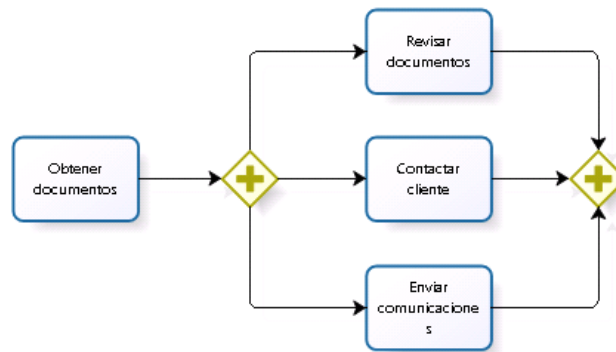 Revisar
documentos
Obtener
documentos
Contactar
cliente
Enviar
comunicacione
s